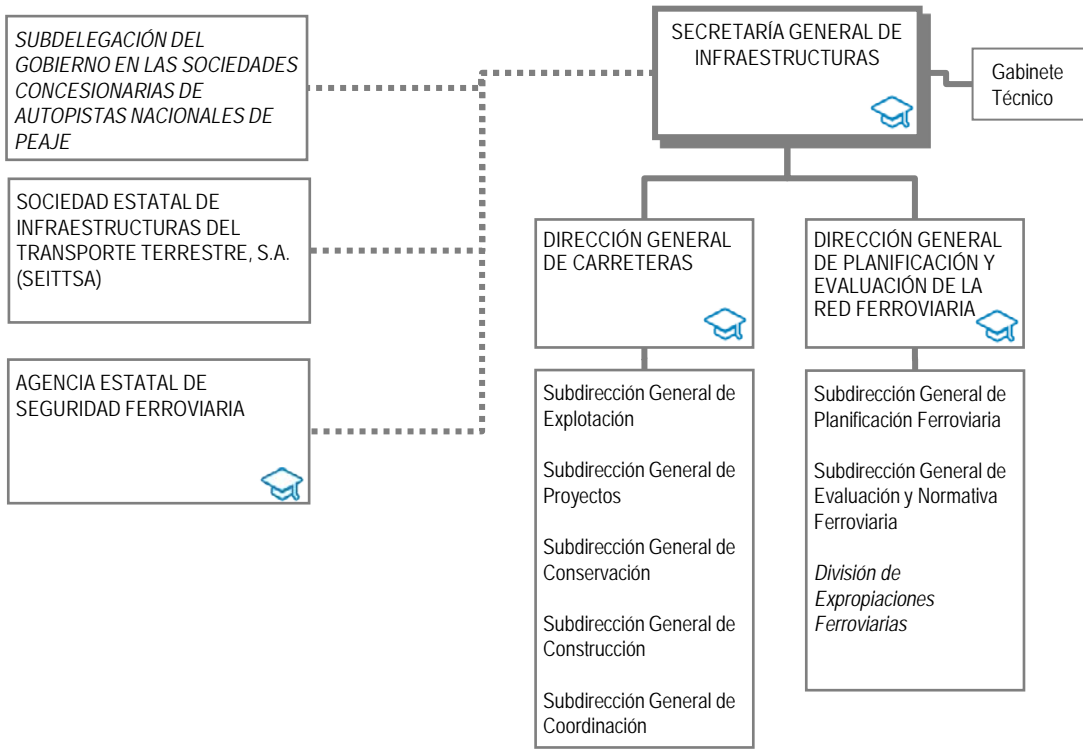 SUBDELEGACIÓN DEL
GOBIERNO EN LAS SOCIEDADES
CONCESIONARIAS DE
AUTOPISTAS NACIONALES DE
PEAJE
SECRETARÍA GENERAL DE
INFRAESTRUCTURAS
Gabinete
Técnico
SOCIEDAD ESTATAL DE
INFRAESTRUCTURAS DEL
TRANSPORTE TERRESTRE, S.A.
(SEITTSA)
AGENCIA ESTATAL DE
SEGURIDAD FERROVIARIA
DIRECCIÓN GENERAL
DE CARRETERAS
Subdirección General de
Explotación
Subdirección General de
Proyectos
Subdirección General de
Conservación
Subdirección General de
Construcción
Subdirección General de
Coordinación
DIRECCIÓN GENERAL
DE PLANIFICACIÓN Y
EVALUACIÓN DE LA
RED FERROVIARIA
Subdirección General de
Planificación Ferroviaria
Subdirección General de
Evaluación y Normativa
Ferroviaria
División de
Expropiaciones
Ferroviarias